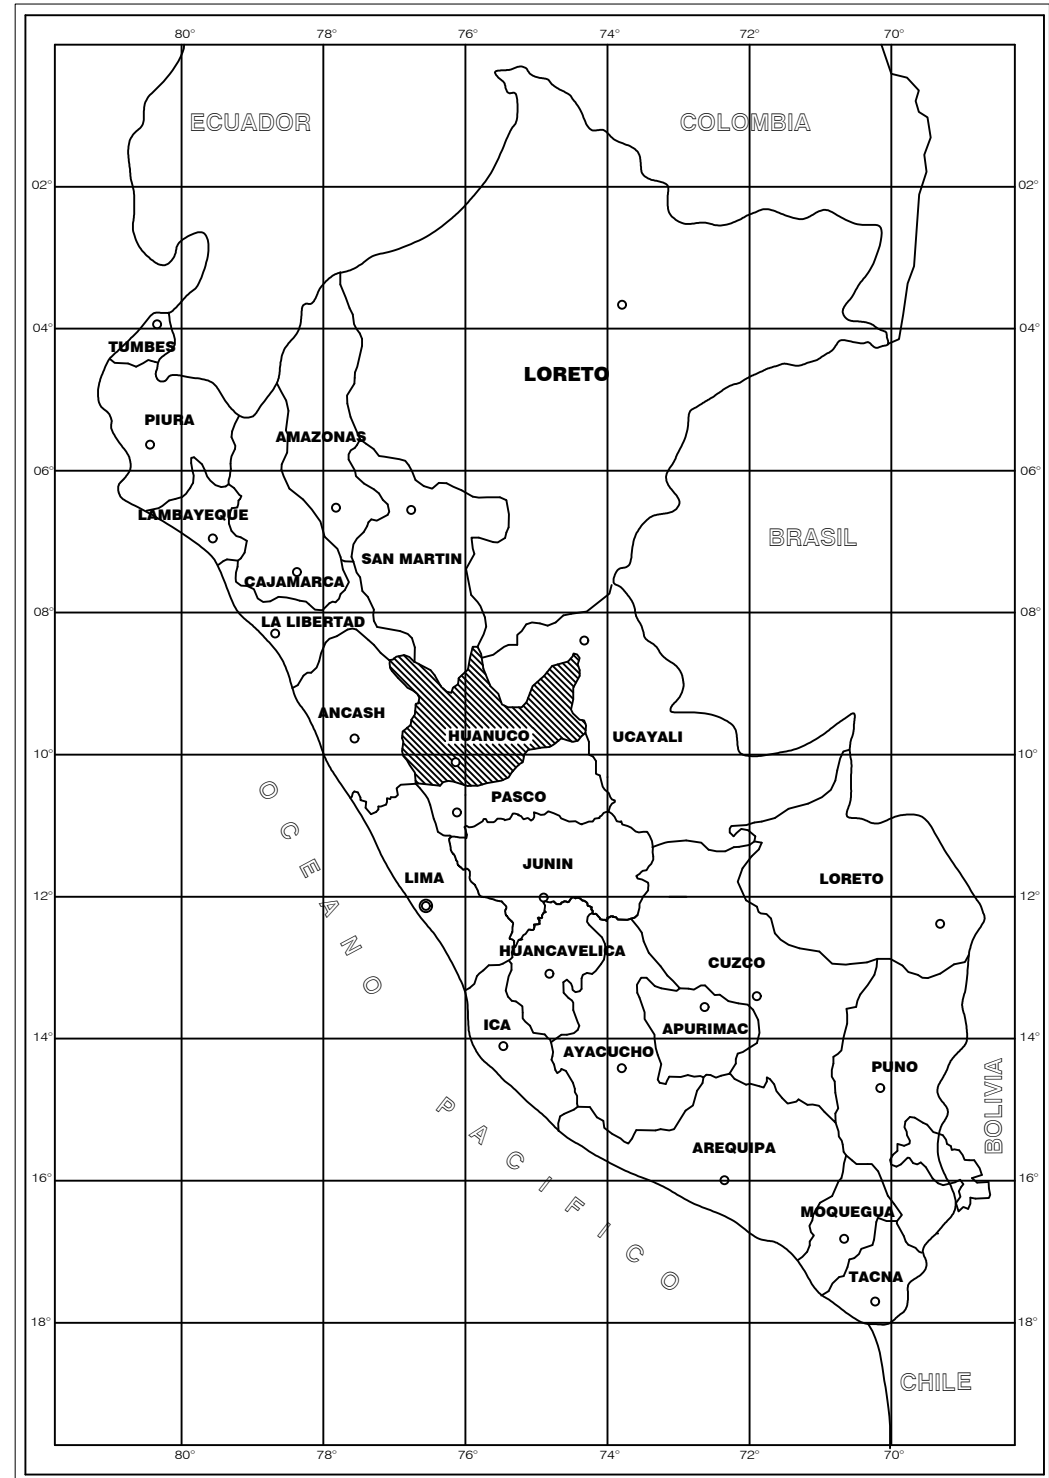 80° 78° 76° 74° 72° 70°
ECUADOR COLOMBIA
02° 02°
04° 04°
TUMBES
LORETO
PIURA
AMAZONAS
06° 06°
LAMBAYEQUE
BRASIL
SAN MARTIN
CAJAMARCA
08° 08°
LA LIBERTAD
ANCASH
HUANUCO UCAYALI
10° 10°
PASCO
JUNIN
LIMA LORETO
12° 12°
HUANCAVELICA
CUZCO
ICA
APURIMAC
14° 14°
AYACUCHO
PUNO
BOLIVIA
AREQUIPA
16° 16°
MOQUEGUA
OCEANO PACIFICO
TACNA
18° 18°
CHILE
80° 78° 76° 74° 72° 70°